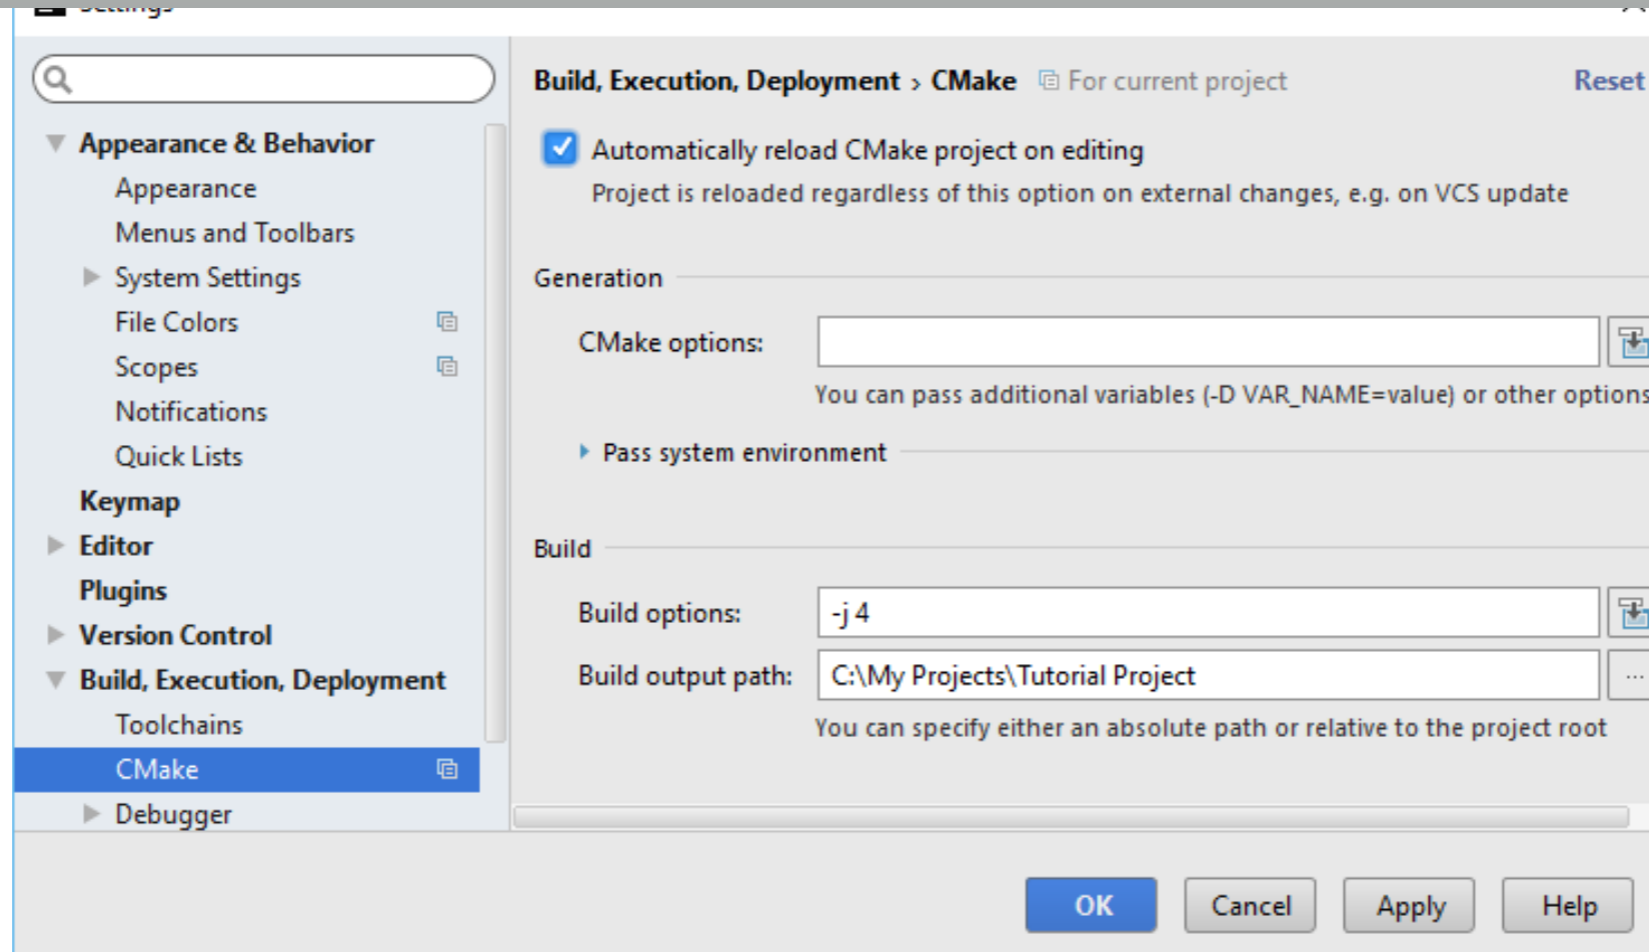 Settings
Build, Execution, Deployment › CMake For current project Reset
Appearance & Behavior
Appearance
Menus and Toolbars
System Settings
File Colors
Scopes
Notifications
Quick Lists
Keymap
Editor
Plugins
Version Control
Build, Execution, Deployment
Toolchains
CMake
Debugger
Automatically reload CMake project on editing
Project is reloaded regardless of this option on external changes, e.g. on VCS update
Generation
CMake options:
You can pass additional variables (-D VAR_NAME=value) or other options
Pass system environment
Build
Build options: -j 4
Build output path: C:\My Projects\Tutorial Project
...
You can specify either an absolute path or relative to the project root
OK Cancel Apply Help